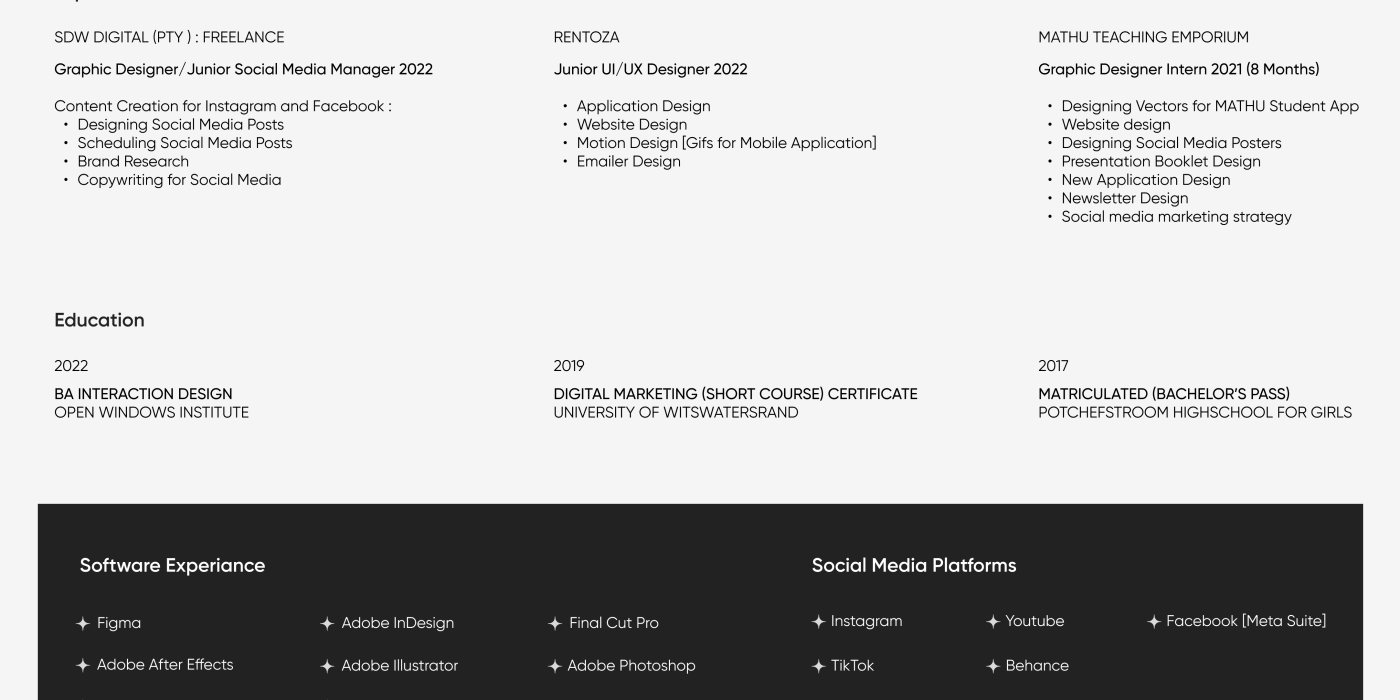 SDW DIGITAL (PTY ) : FREELANCE
Graphic Designer/Junior Social Media Manager 2022
Content Creation for Instagram and Facebook :
• Designing Social Media Posts
• Scheduling Social Media Posts
• Brand Research
• Copywriting for Social Media
RENTOZA
Junior UI/UX Designer 2022
• Application Design
• Website Design
• Motion Design [Gifs for Mobile Application]
• Emailer Design
MATHU TEACHING EMPORIUM
Graphic Designer Intern 2021 (8 Months)
• Designing Vectors for MATHU Student App
• Website design
• Designing Social Media Posters
• Presentation Booklet Design
• New Application Design
• Newsletter Design
• Social media marketing strategy
Education
2022
BA INTERACTION DESIGN
OPEN WINDOWS INSTITUTE
2019
DIGITAL MARKETING (SHORT COURSE) CERTIFICATE
UNIVERSITY OF WITSWATERSRAND
2017
MATRICULATED (BACHELOR'S PASS)
POTCHEFSTROOM HIGHSCHOOL FOR GIRLS
Software Experiance
Figma
Adobe InDesign
Final Cut Pro
Adobe After Effects
Adobe Illustrator
Adobe Photoshop
Social Media Platforms
Instagram
Youtube
Facebook [Meta Suite]
TikTok
Behance